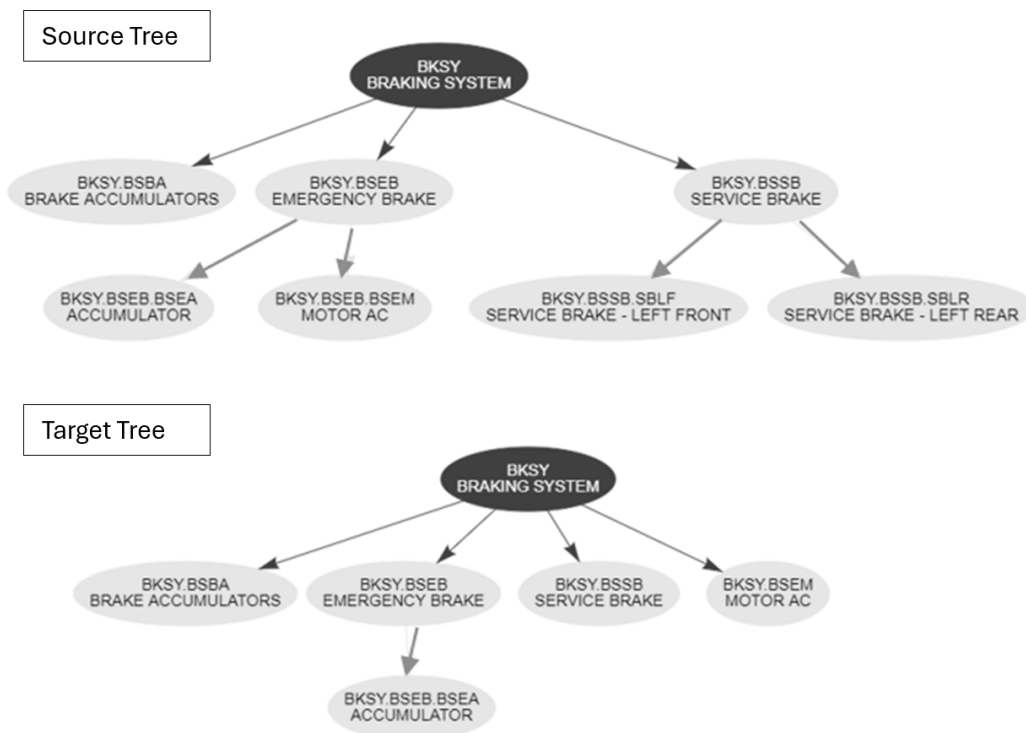 Source Tree
BKSY
BRAKING SYSTEM
BKSY.BSBA
BRAKE ACCUMULATORS
BKSY.BSEB
EMERGENCY BRAKE
BKSY.BSSB
SERVICE BRAKE
BKSY.BSEB.BSEA
ACCUMULATOR
BKSY.BSEB.BSEM
MOTOR AC
BKSY.BSSB.SBLF
SERVICE BRAKE - LEFT FRONT
BKSY.BSSB.SBLR
SERVICE BRAKE - LEFT REAR
Target Tree
BKSY
BRAKING SYSTEM
BKSY.BSBA
BRAKE ACCUMULATORS
BKSY.BSEB
EMERGENCY BRAKE
BKSY.BSSB
SERVICE BRAKE
BKSY.BSEM
MOTOR AC
BKSY.BSEB.BSEA
ACCUMULATOR